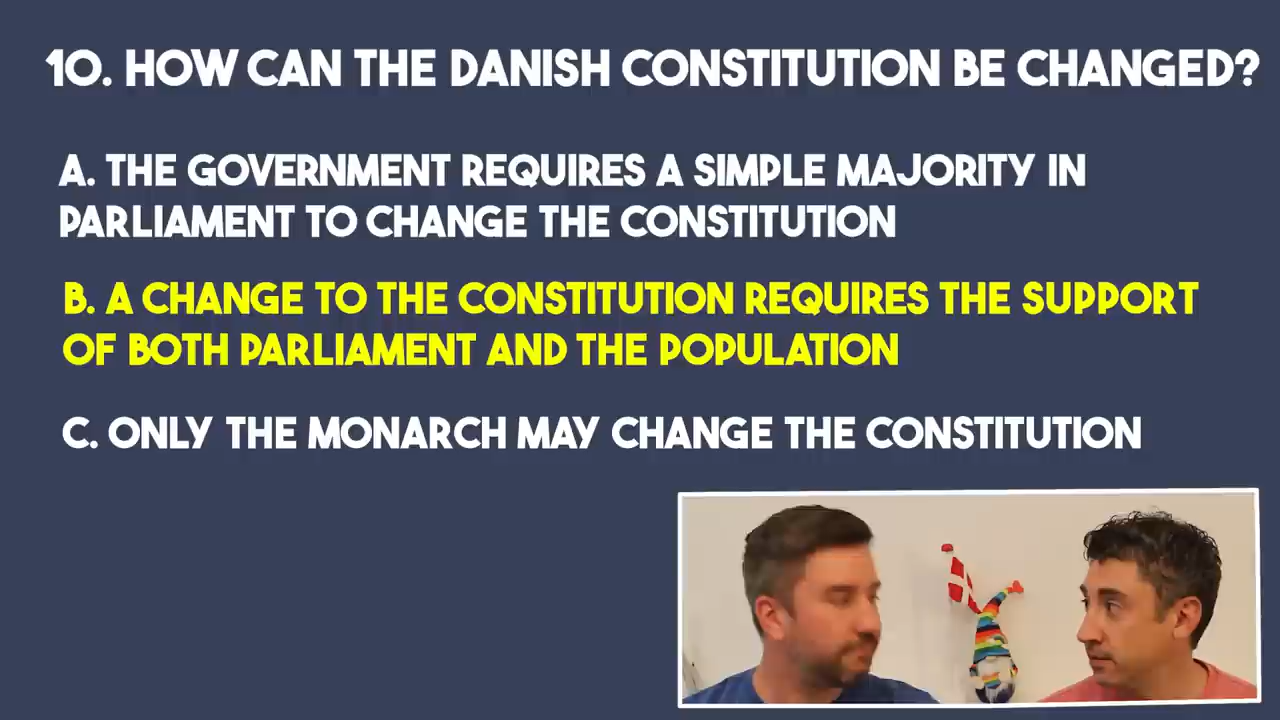 10. HOW CAN THE DANISH CONSTITUTION BE CHANGED?
A. THE GOVERNMENT REQUIRES A SIMPLE MAJORITY IN
PARLIAMENT TO CHANGE THE CONSTITUTION
B. A CHANGE TO THE CONSTITUTION REQUIRES THE SUPPORT
OF BOTH PARLIAMENT AND THE POPULATION
C. ONLY THE MONARCH MAY CHANGE THE CONSTITUTION